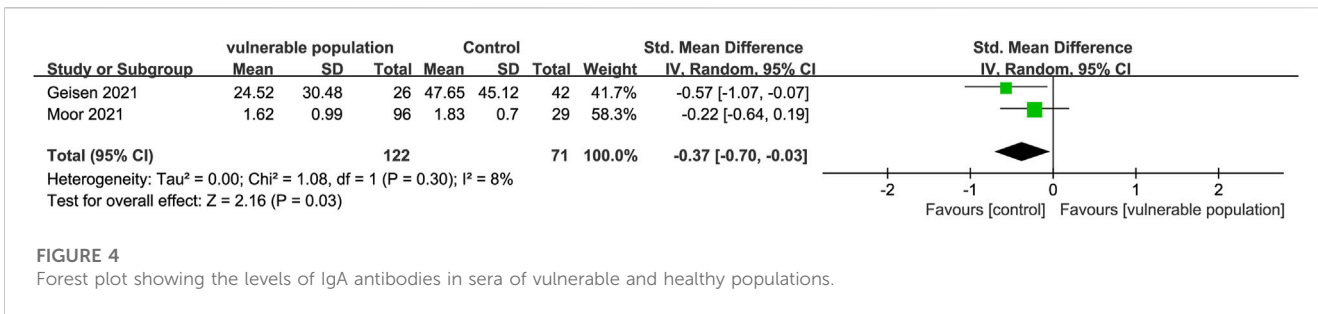 vulnerable population Control Std. Mean Difference Std. Mean Difference
Study or Subgroup Mean SD Total Mean SD Total Weight IV, Random, 95% CI IV, Random, 95% CI
Geisen 2021 24.52 30.48 26 47.65 45.12 42 41.7% -0.57 [-1.07, -0.07]
Moor 2021 1.62 0.99 96 1.83 0.7 29 58.3% -0.22 [-0.64, 0.19]
Total (95% CI) 122 71 100.0% -0.37 [-0.70, -0.03]
Heterogeneity: Tau² = 0.00; Chi² = 1.08, df = 1 (P = 0.30); I² = 8%
Test for overall effect: Z = 2.16 (P = 0.03)
-2 -1 0 1 2
Favours [control] Favours [vulnerable population]
FIGURE 4
Forest plot showing the levels of IgA antibodies in sera of vulnerable and healthy populations.